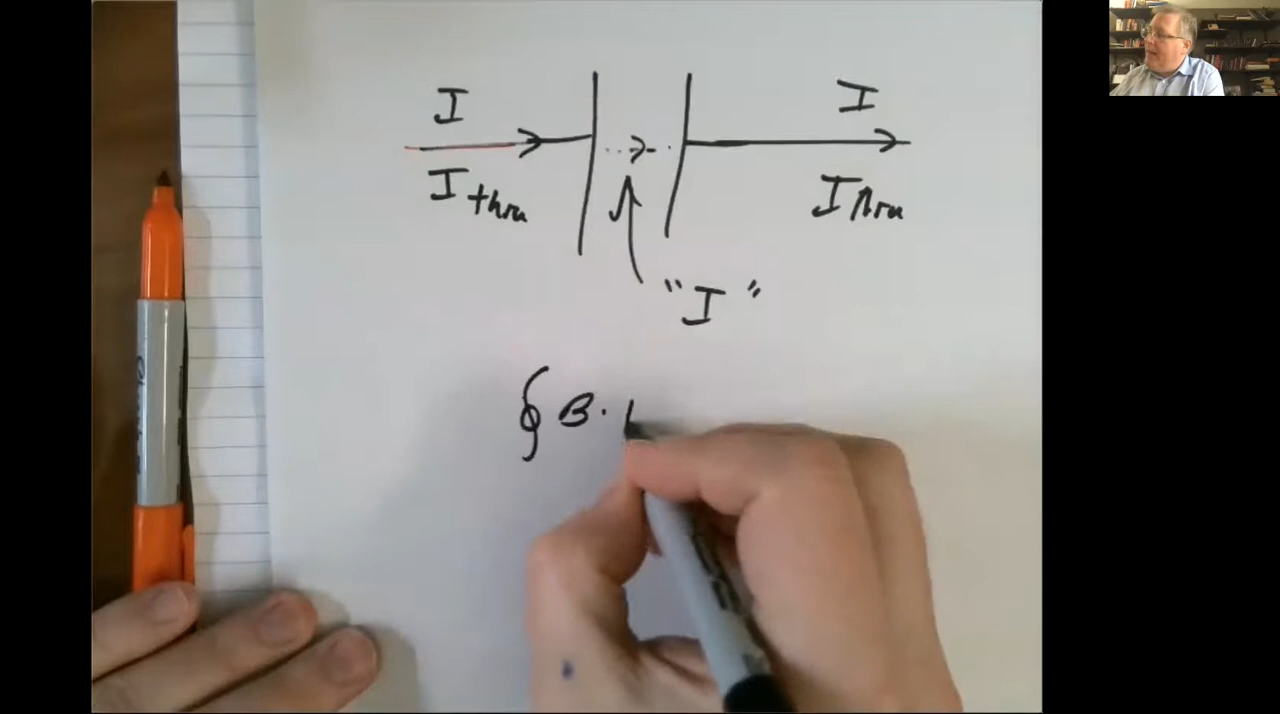 I I
I thru I thru
"I"
∮ B ·